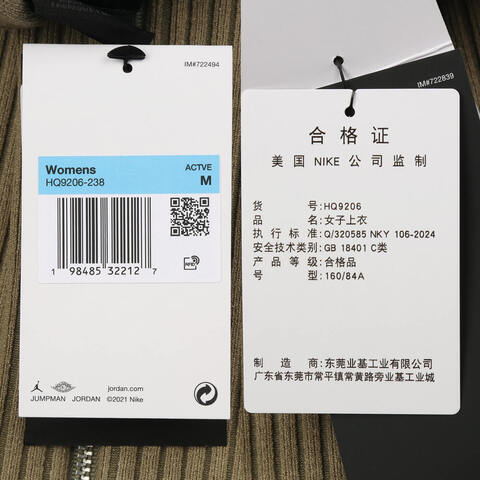 IM#722494
Womens
HQ9206-238
ACTVE
M
1 98485 32212 7
RFID
JUMPMAN JORDAN
jordan.com
©2021 Nike
IM#722839
合格证
美国 NIKE 公司监制
货号:HQ9206
品名:女子上衣
执行标准:Q/320585 NKY 106-2024
安全技术类别:GB 18401 C类
产品等级:合格品
号型:160/84A
制造商:东莞业基工业有限公司
广东省东莞市常平镇常黄路旁业基工业城